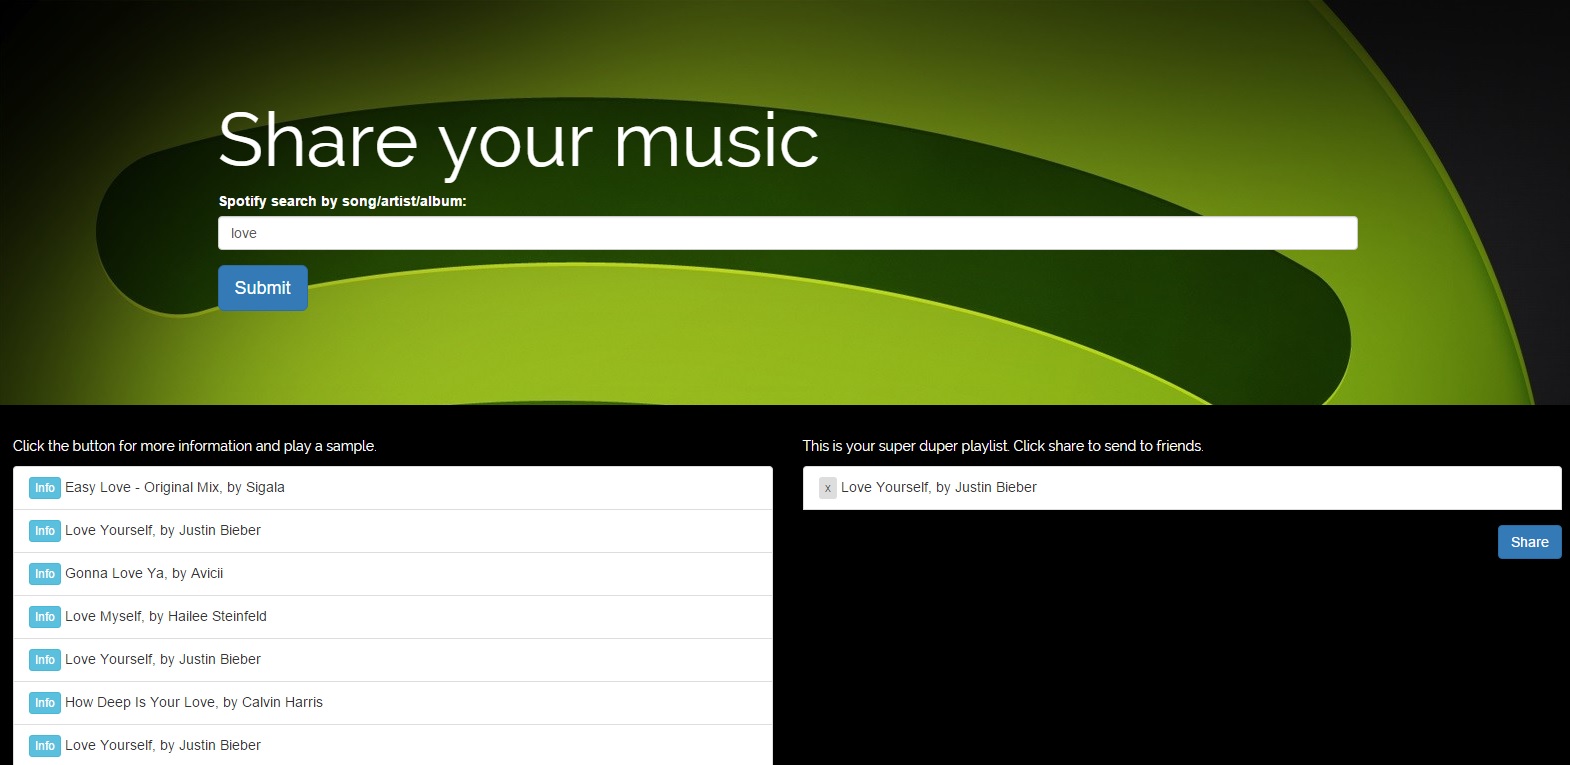 Share your music
Spotify search by song/artist/album:
love
Submit
Click the button for more information and play a sample.
Info Easy Love - Original Mix, by Sigala
Info Love Yourself, by Justin Bieber
Info Gonna Love Ya, by Avicii
Info Love Myself, by Hailee Steinfeld
Info Love Yourself, by Justin Bieber
Info How Deep Is Your Love, by Calvin Harris
Info Love Yourself, by Justin Bieber
This is your super duper playlist. Click share to send to friends.
x Love Yourself, by Justin Bieber
Share